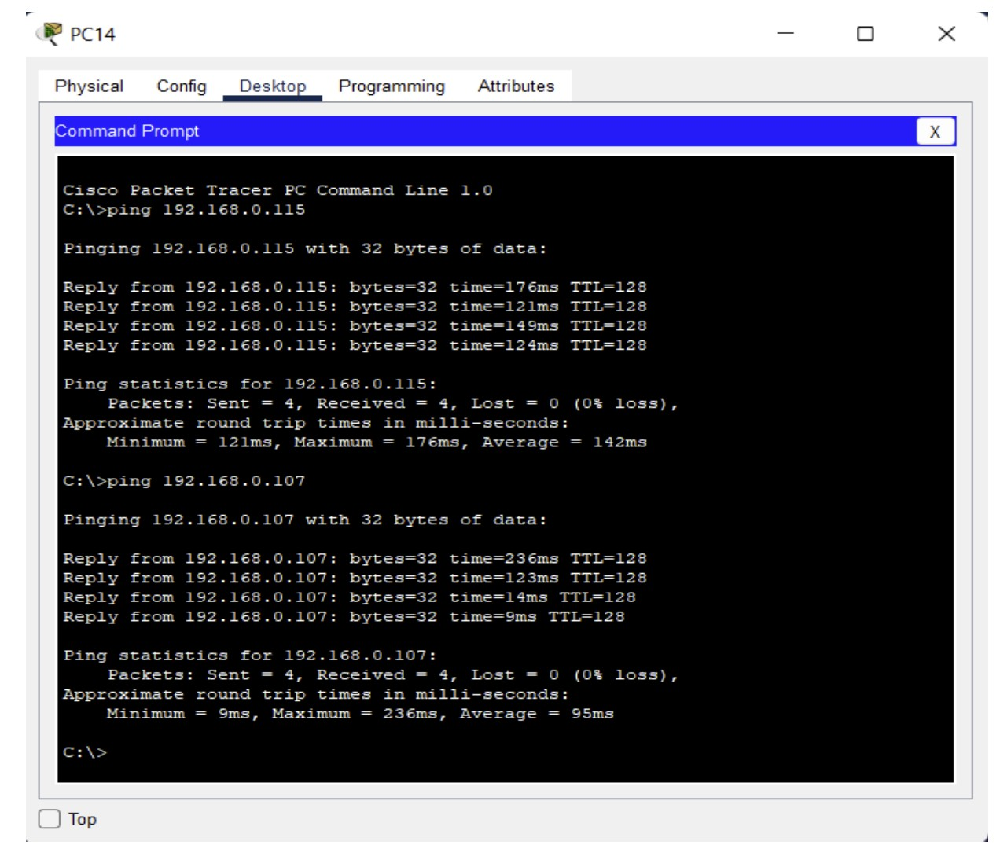 PC14
Physical Config Desktop Programming Attributes
Command Prompt
X
Cisco Packet Tracer PC Command Line 1.0
C:\>ping 192.168.0.115
Pinging 192.168.0.115 with 32 bytes of data:
Reply from 192.168.0.115: bytes=32 time=176ms TTL=128
Reply from 192.168.0.115: bytes=32 time=121ms TTL=128
Reply from 192.168.0.115: bytes=32 time=149ms TTL=128
Reply from 192.168.0.115: bytes=32 time=124ms TTL=128
Ping statistics for 192.168.0.115:
    Packets: Sent = 4, Received = 4, Lost = 0 (0% loss),
Approximate round trip times in milli-seconds:
    Minimum = 121ms, Maximum = 176ms, Average = 142ms
C:\>ping 192.168.0.107
Pinging 192.168.0.107 with 32 bytes of data:
Reply from 192.168.0.107: bytes=32 time=236ms TTL=128
Reply from 192.168.0.107: bytes=32 time=123ms TTL=128
Reply from 192.168.0.107: bytes=32 time=14ms TTL=128
Reply from 192.168.0.107: bytes=32 time=9ms TTL=128
Ping statistics for 192.168.0.107:
    Packets: Sent = 4, Received = 4, Lost = 0 (0% loss),
Approximate round trip times in milli-seconds:
    Minimum = 9ms, Maximum = 236ms, Average = 95ms
C:\>
Top